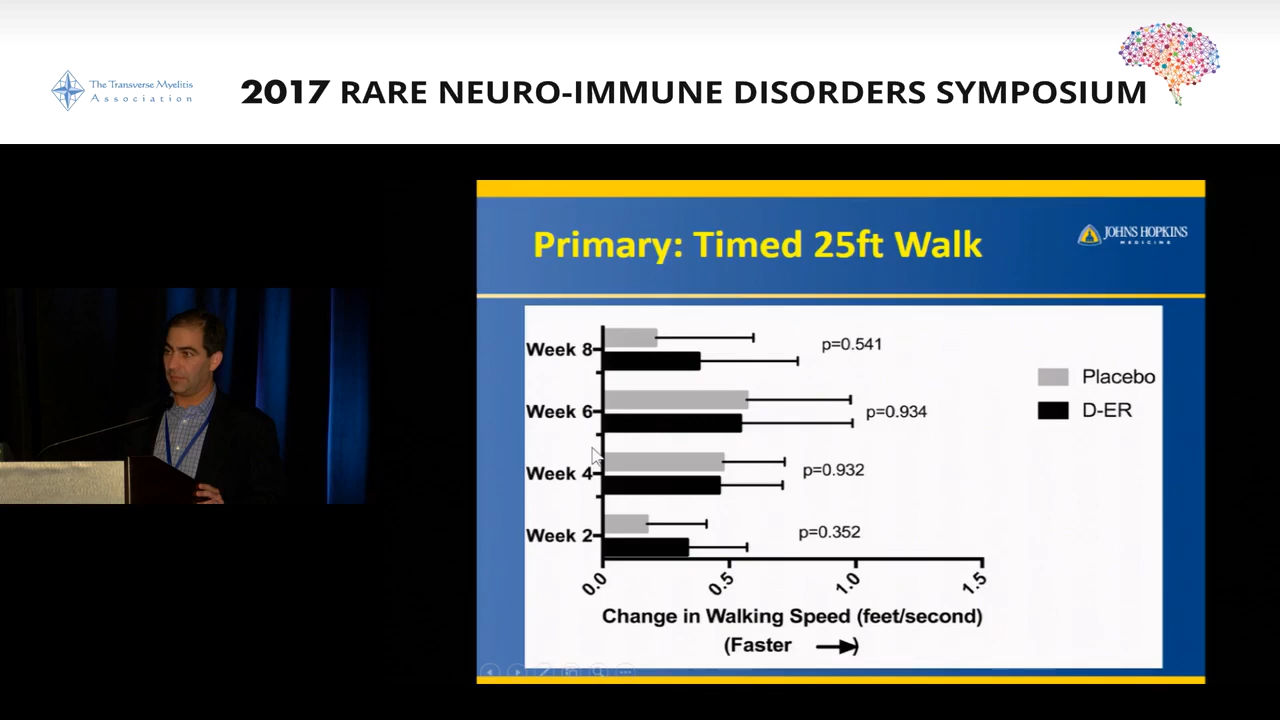 The Transverse Myelitis
Association
2017 RARE NEURO-IMMUNE DISORDERS SYMPOSIUM
Primary: Timed 25ft Walk
JOHNS HOPKINS
MEDICINE
Week 8
p=0.541
Week 6
p=0.934
Week 4
p=0.932
Week 2
p=0.352
Placebo
D-ER
0.0
0.5
1.0
1.5
Change in Walking Speed (feet/second)
(Faster )